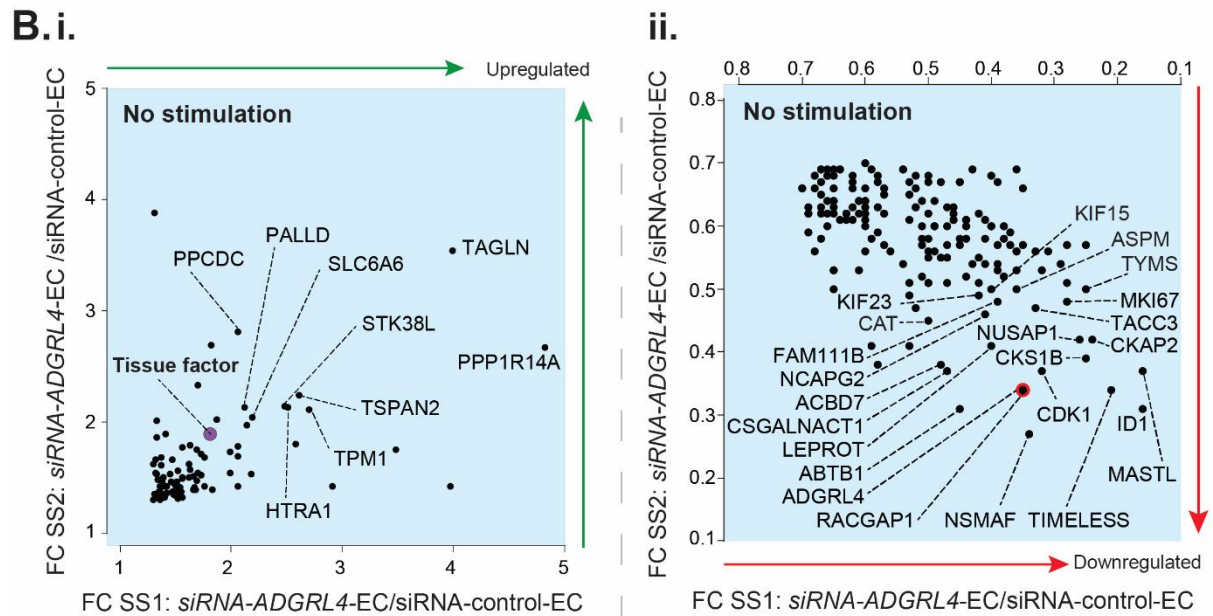 B. i.
ii.
Upregulated
FC SS2: siRNA-ADGRL4-EC /siRNA-control-EC
5
4
3
2
1
No stimulation
PPCDC
PALLD
SLC6A6
TAGLN
STK38L
Tissue factor
PPP1R14A
TSPAN2
TPM1
HTRA1
1 2 3 4 5
FC SS1: siRNA-ADGRL4-EC/siRNA-control-EC
0.8 0.7 0.6 0.5 0.4 0.3 0.2 0.1
FC SS2: siRNA-ADGRL4-EC /siRNA-control-EC
0.8
0.7
0.6
0.5
0.4
0.3
0.2
0.1
No stimulation
KIF15
ASPM
TYMS
KIF23
MKI67
CAT
TACC3
NUSAP1
CKAP2
FAM111B
CKS1B
NCAPG2
ACBD7
CDK1
ID1
CSGALNACT1
LEPROT
MASTL
ABTB1
ADGRL4
RACGAP1
NSMAF
TIMELESS
Downregulated
FC SS1: siRNA-ADGRL4-EC/siRNA-control-EC